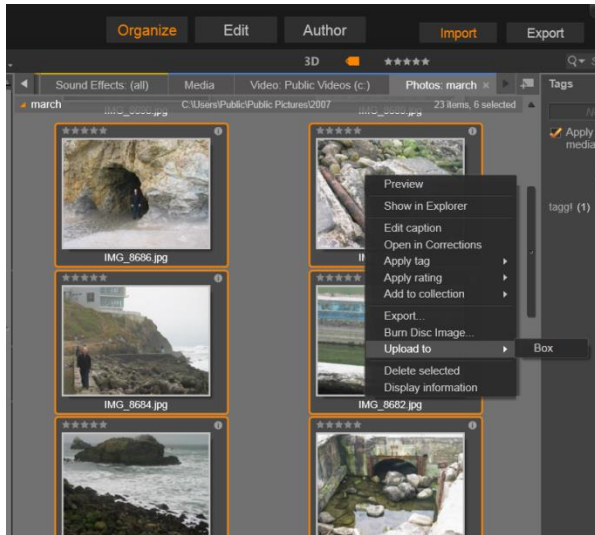 Organize Edit Author Import Export
3D
Sound Effects: (all) Media Video: Public Videos (c:) Photos: march × Tags
march C:\Users\Public\Public Pictures\2007 23 items, 6 selected
Apply
media
taggł (1)
IMG_8686.jpg
IMG_8684.jpg IMG_8682.jpg
Preview
Show in Explorer
Edit caption
Open in Corrections
Apply tag
Apply rating
Add to collection
Export...
Burn Disc Image...
Upload to Box
Delete selected
Display information